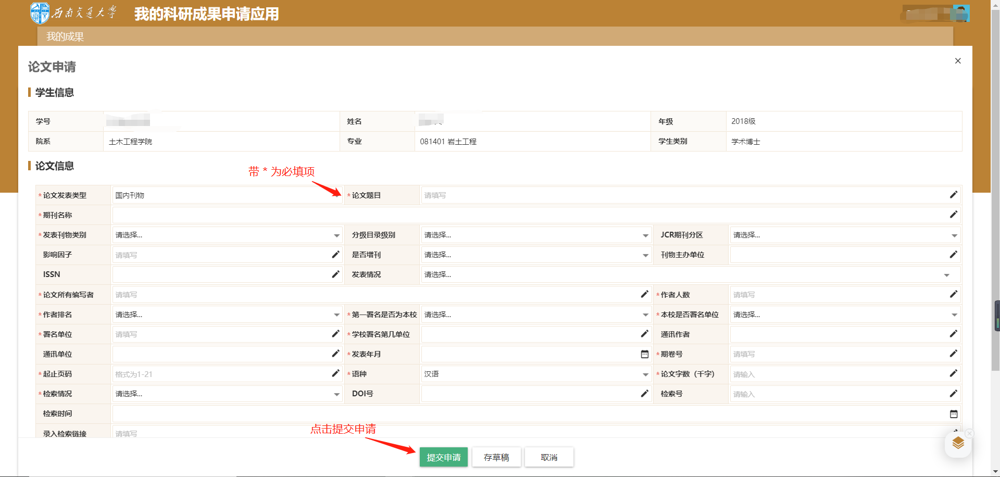 西南交通大学 我的科研成果申请应用
我的成果
论文申请
学生信息
学号 姓名 年级 2018级
院系 土木工程学院 专业 081401 岩土工程 学生类别 学术博士
论文信息
带 * 为必填项
* 论文发表类型 国内刊物 * 论文题目 请填写
* 期刊名称
* 发表刊物类别 请选择... 分级目录级别 请选择... JCR期刊分区 请选择...
影响因子 请填写 是否增刊 请选择... 刊物主办单位
ISSN 发表情况 请选择...
* 论文所有编写者 请填写 * 作者人数 请填写
* 作者排名 请选择... * 第一署名是否为本校 请选择... * 本校是否署名单位 请选择...
* 署名单位 请填写 * 学校署名第几单位 通讯作者
通讯单位 * 发表年月 * 期卷号 请填写
* 起止页码 格式为1-21 * 语种 汉语 * 论文字数（千字） 请输入
* 检索情况 请选择... DOI号 检索号 请输入
检索时间
录入检索链接 请填写
点击提交申请
提交申请 存草稿 取消